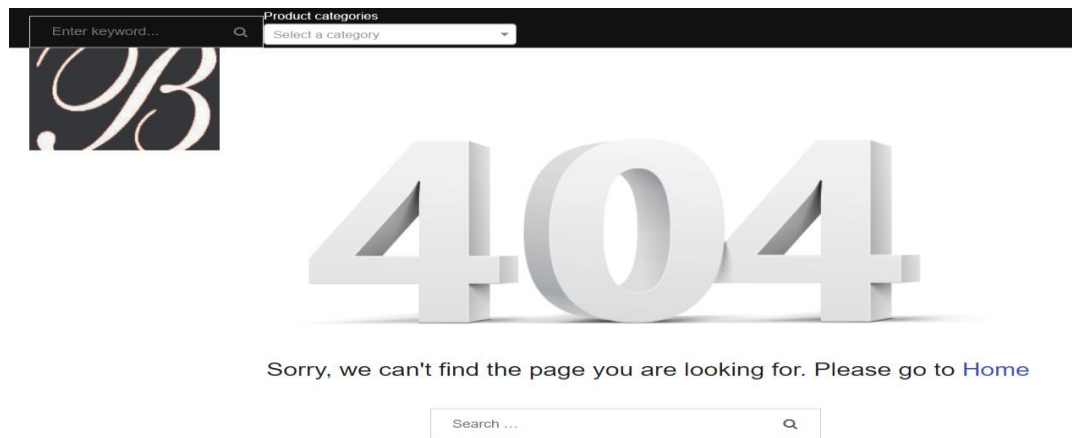 Product categories
Enter keyword...
Select a category
B
404
Sorry, we can't find the page you are looking for. Please go to Home
Search ...